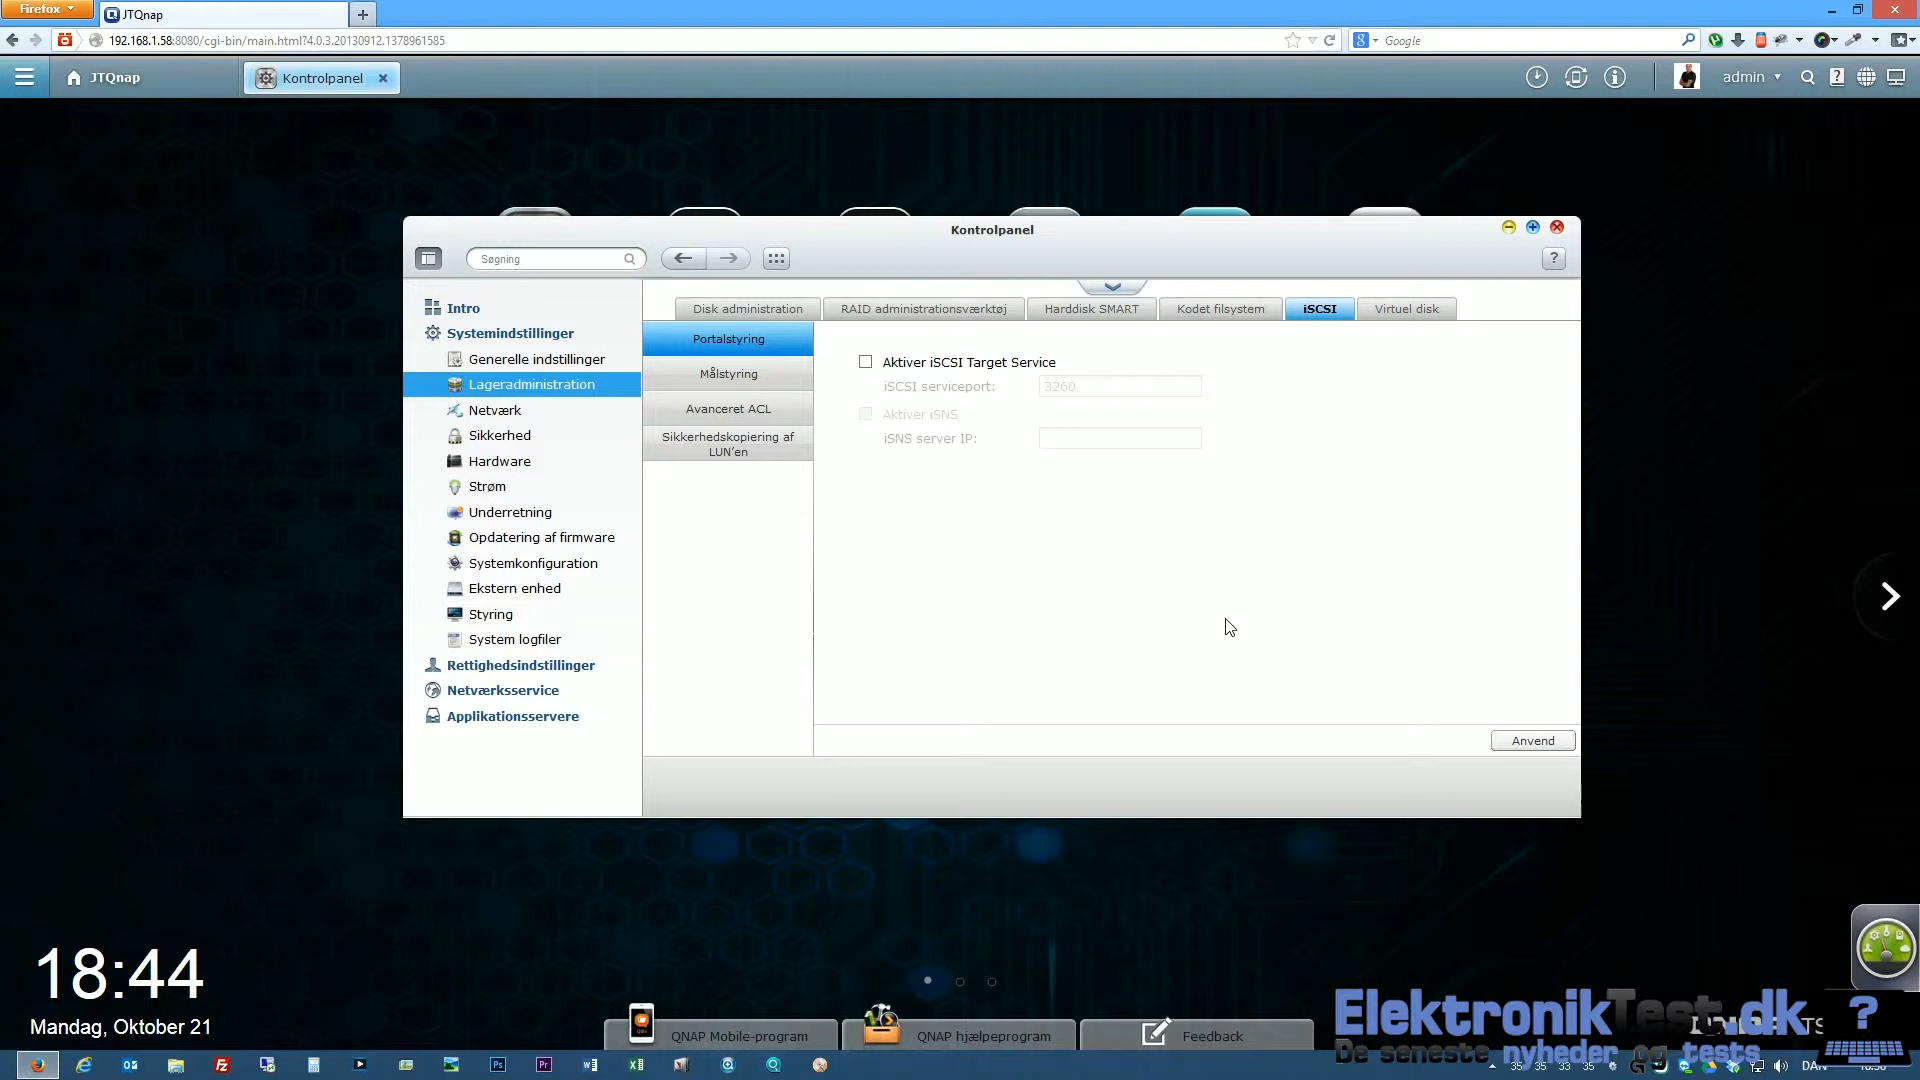 Firefox
JTQnap
192.168.1.58:8080/cgi-bin/main.html?4.0.3.20130912.1378961585
Google
JTQnap
Kontrolpanel
admin
Kontrolpanel
Søgning
?
Intro
Systemindstillinger
Generelle indstillinger
Lageradministration
Netværk
Sikkerhed
Hardware
Strøm
Underretning
Opdatering af firmware
Systemkonfiguration
Ekstern enhed
Styring
System logfiler
Rettighedsindstillinger
Netværksservice
Applikationsservere
Disk administration
RAID administrationsværktøj
Harddisk SMART
Kodet filsystem
iSCSI
Virtuel disk
Portalstyring
Målstyring
Avanceret ACL
Sikkerhedskopiering af
LUN'en
Aktiver iSCSI Target Service
iSCSI serviceport:
3260
Aktiver iSNS
iSNS server IP:
Anvend
18:44
Mandag, Oktober 21
QNAP Mobile-program
QNAP hjælpeprogram
Feedback
ElektronikTest.dk
De seneste nyheder og tests
?
35 35 33 35